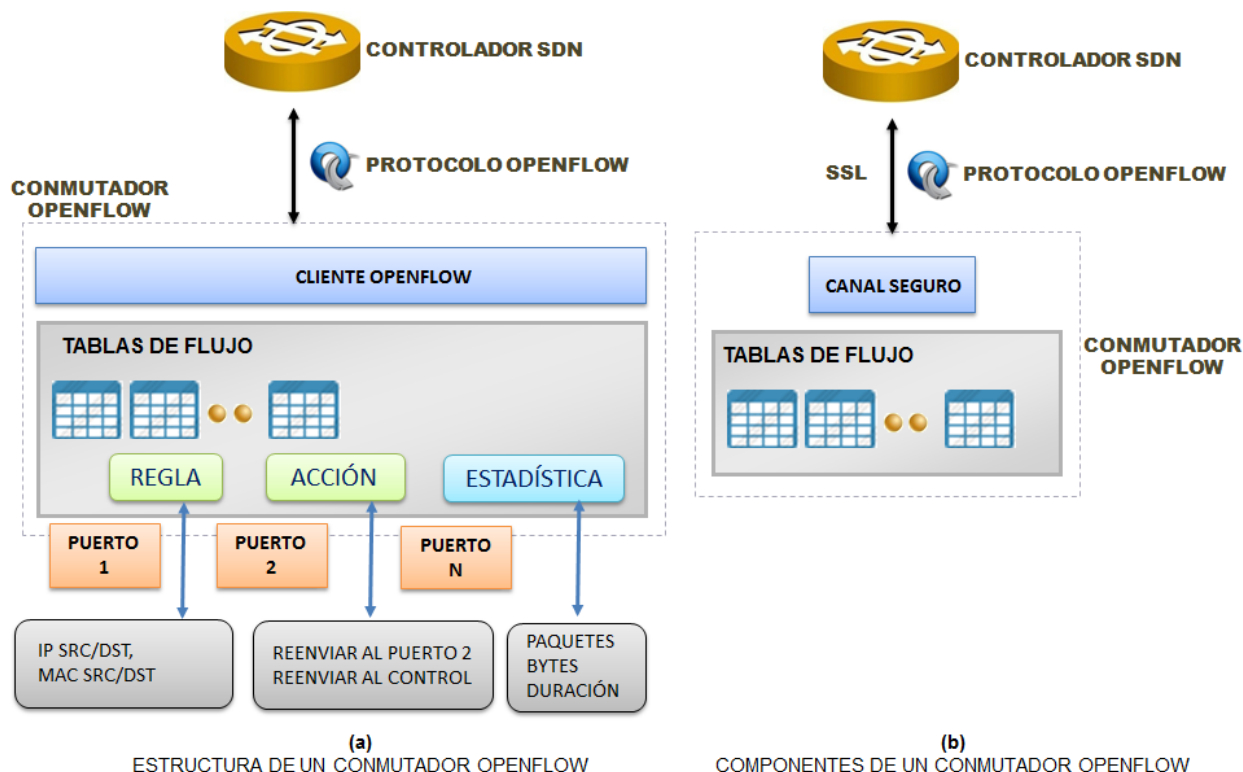 CONTROLADOR SDN
PROTOCOLO OPENFLOW
CONMUTADOR
OPENFLOW
CLIENTE OPENFLOW
TABLAS DE FLUJO
REGLA
ACCIÓN
ESTADÍSTICA
PUERTO
1
PUERTO
2
PUERTO
N
IP SRC/DST,
MAC SRC/DST
REENVIAR AL PUERTO 2
REENVIAR AL CONTROL
PAQUETES
BYTES
DURACIÓN
(a)
ESTRUCTURA DE UN CONMUTADOR OPENFLOW
CONTROLADOR SDN
SSL
PROTOCOLO OPENFLOW
CANAL SEGURO
TABLAS DE FLUJO
CONMUTADOR
OPENFLOW
(b)
COMPONENTES DE UN CONMUTADOR OPENFLOW